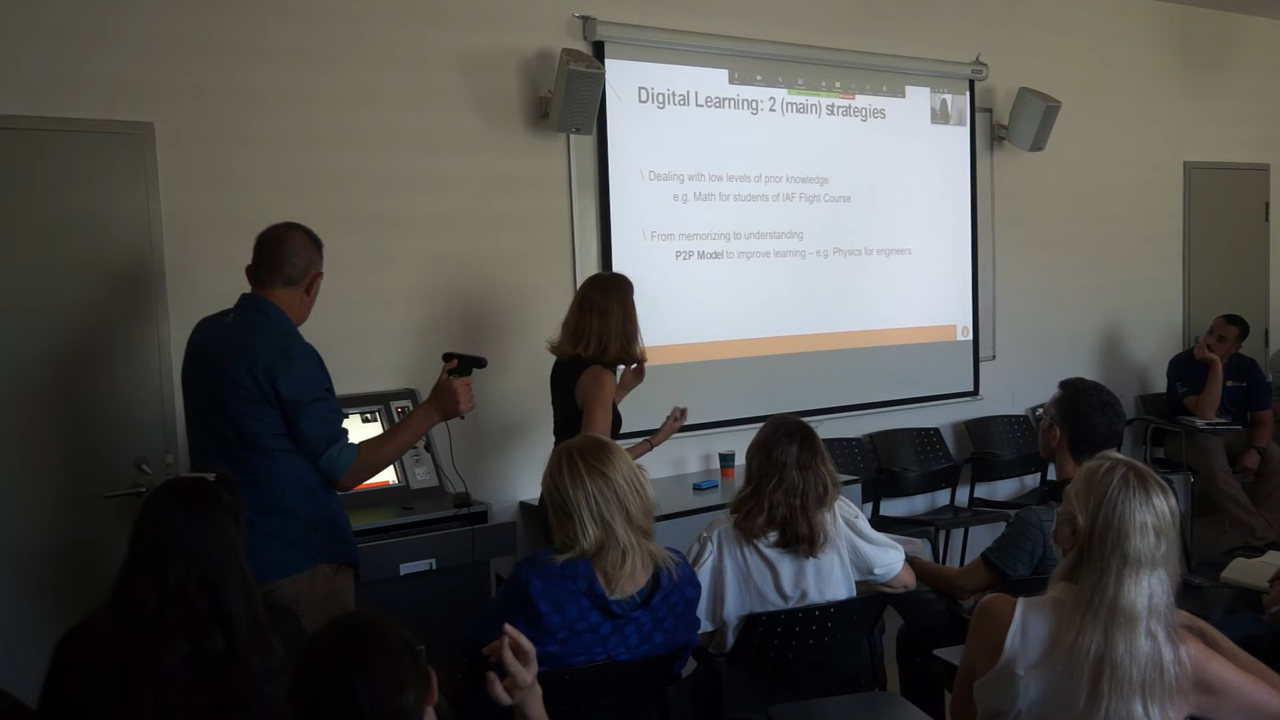 Digital Learning: 2 (main) strategies
\ Dealing with low levels of prior knowledge
e.g. Math for students of IAF Flight Course
\ From memorizing to understanding
P2P Model to improve learning – e.g. Physics for engineers